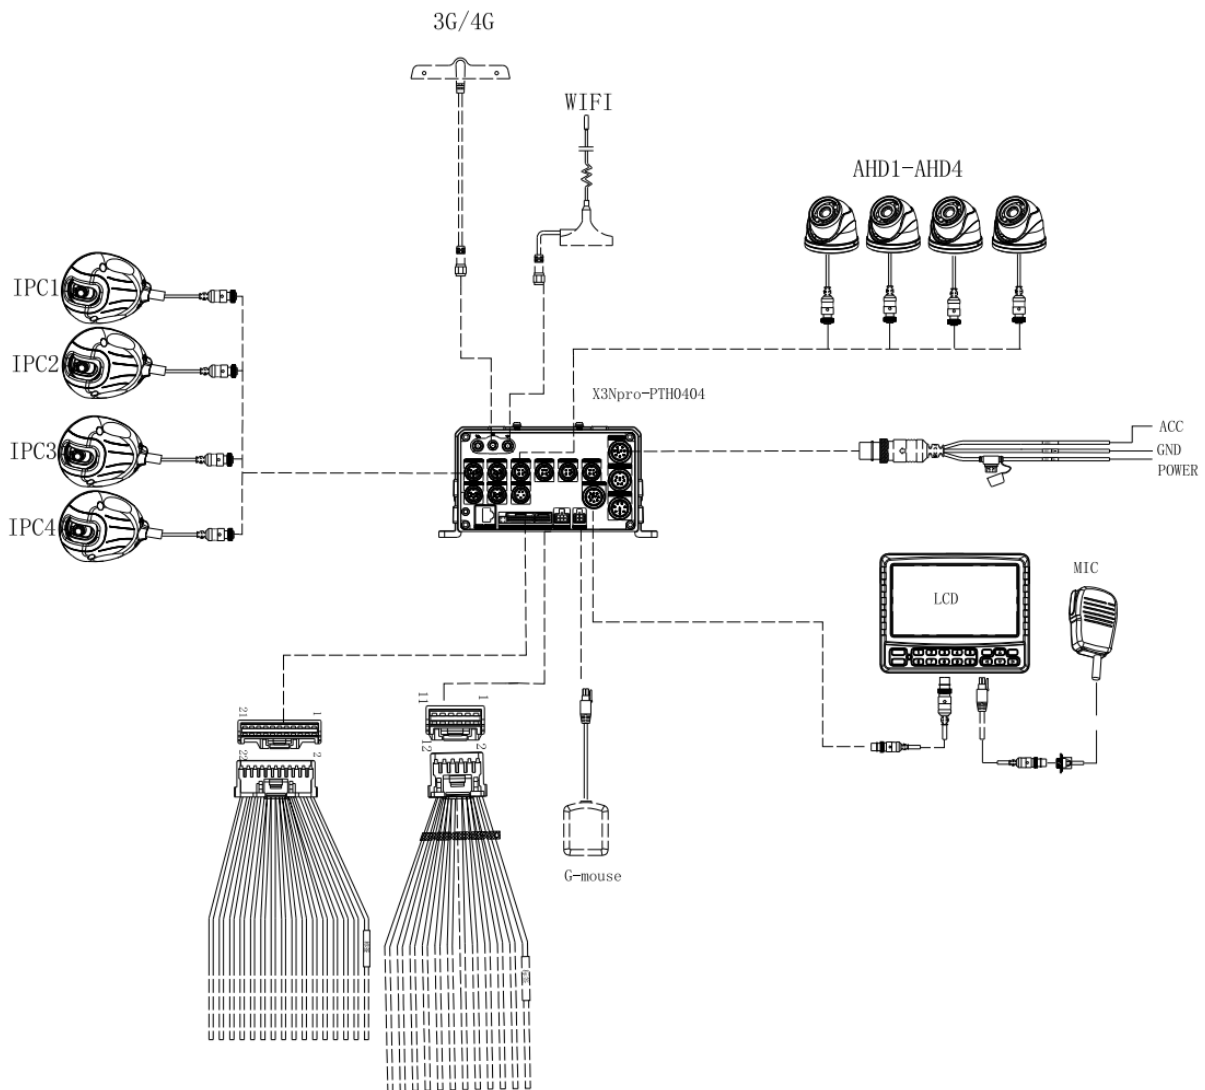 3G/4G
WIFI
AHD1-AHD4
IPC1
IPC2
IPC3
IPC4
X3Npro-PTH0404
ACC
GND
POWER
LCD
MIC
21
1
22
2
11
1
12
2
G-mouse